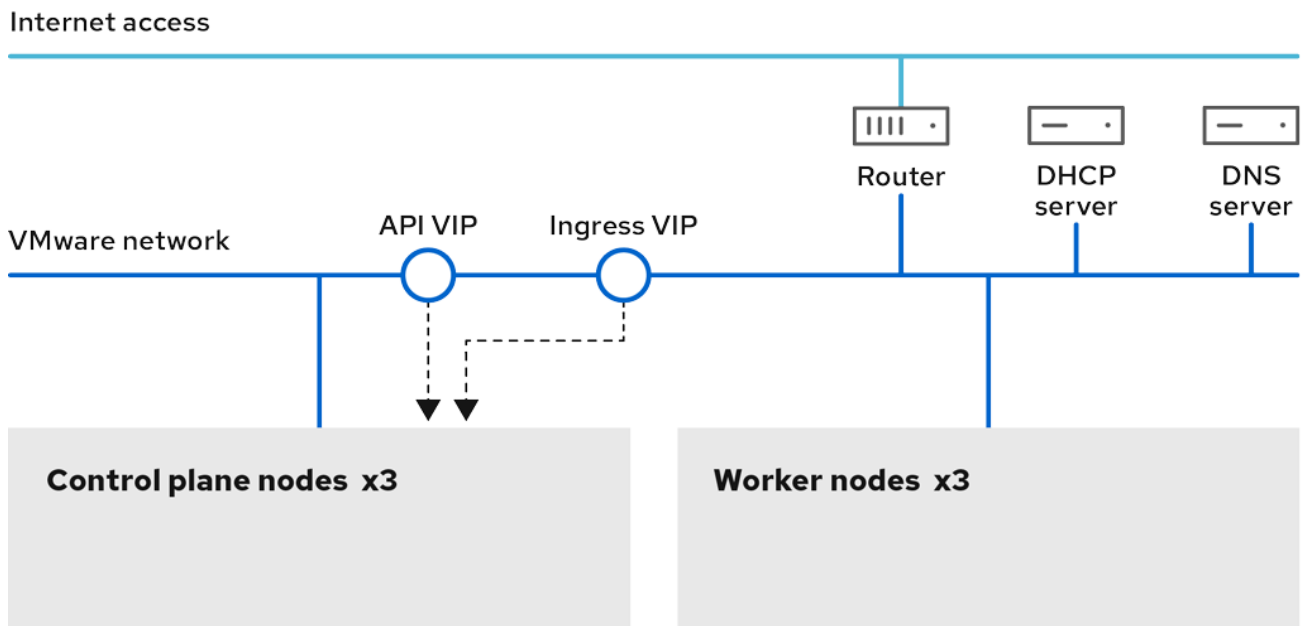 Internet access
Router
DHCP
server
DNS
server
VMware network
API VIP
Ingress VIP
Control plane nodes x3
Worker nodes x3